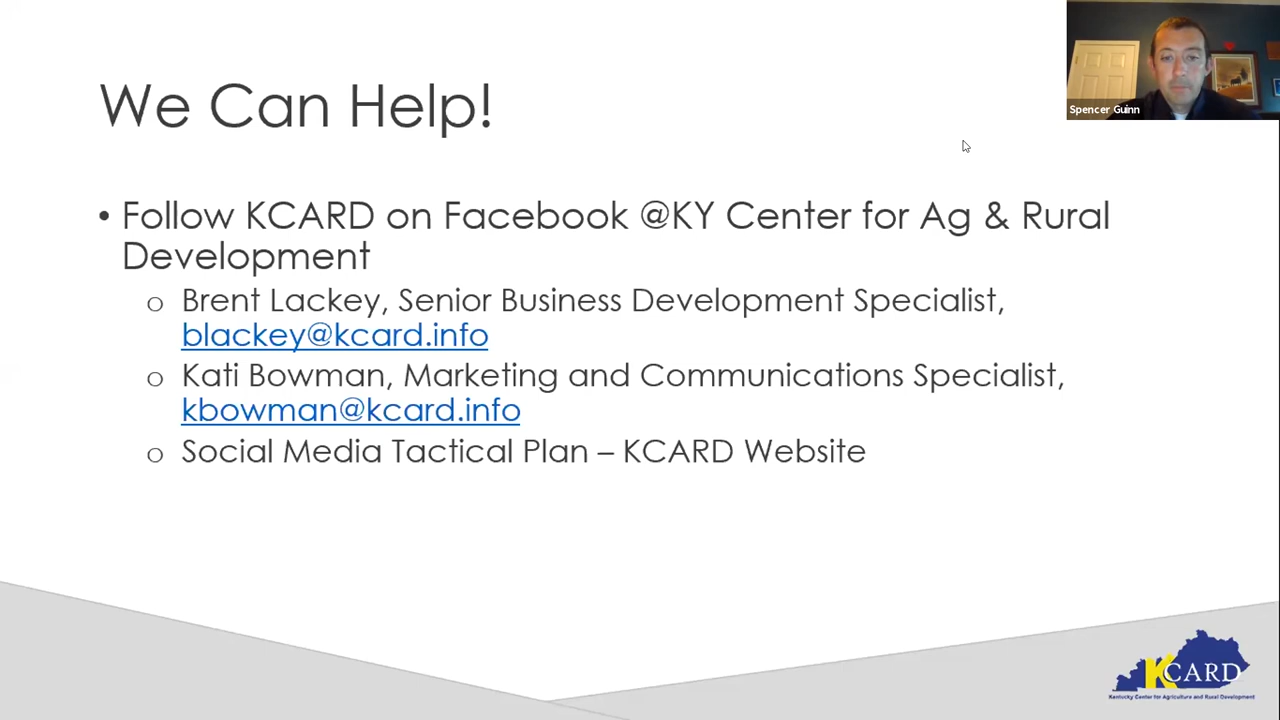 We Can Help!
Spencer Guinn
• Follow KCARD on Facebook @KY Center for Ag & Rural
Development
o Brent Lackey, Senior Business Development Specialist,
blackey@kcard.info
o Kati Bowman, Marketing and Communications Specialist,
kbowman@kcard.info
o Social Media Tactical Plan – KCARD Website
KCARD
Kentucky Center for Agriculture and Rural Development